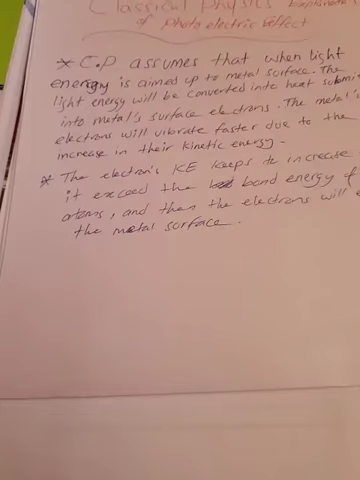 Classical Physics Explanation
of photo electric effect
* C.P assumes that when light
energy is aimed up to metal surface. The
light energy will be converted into heat
into metal's surface electrons. The metal's
electrons will vibrate faster due to the
increase in their kinetic energy.
* The electron's KE keeps to increase
it exceed the bond energy of
atoms, and then the electrons will
the metal surface.